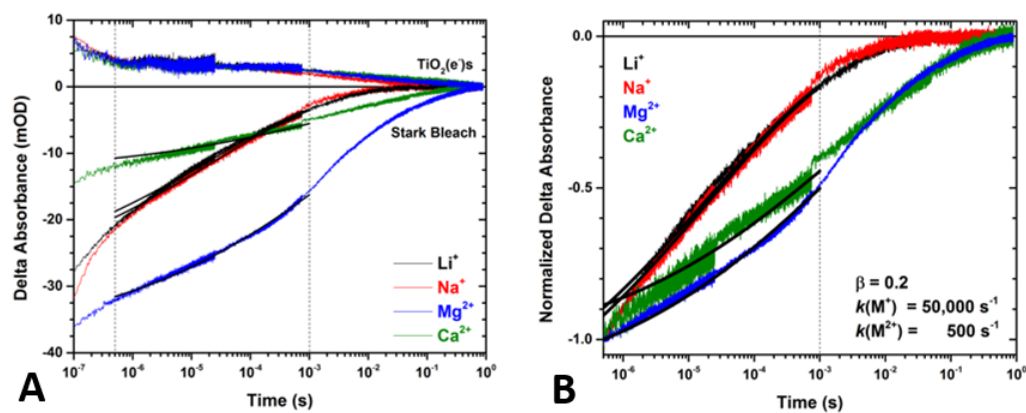 A
Delta Absorbance (mOD)
10
0
-10
-20
-30
-40
TiO₂(e⁻)s
Stark Bleach
Li⁺
Na⁺
Mg²⁺
Ca²⁺
10⁻⁷ 10⁻⁶ 10⁻⁵ 10⁻⁴ 10⁻³ 10⁻² 10⁻¹ 10⁰
Time (s)
B
Normalized Delta Absorbance
0.0
-0.5
-1.0
Li⁺
Na⁺
Mg²⁺
Ca²⁺
β = 0.2
k(M⁺) = 50,000 s⁻¹
k(M²⁺) = 500 s⁻¹
10⁻⁶ 10⁻⁵ 10⁻⁴ 10⁻³ 10⁻² 10⁻¹ 10⁰
Time (s)